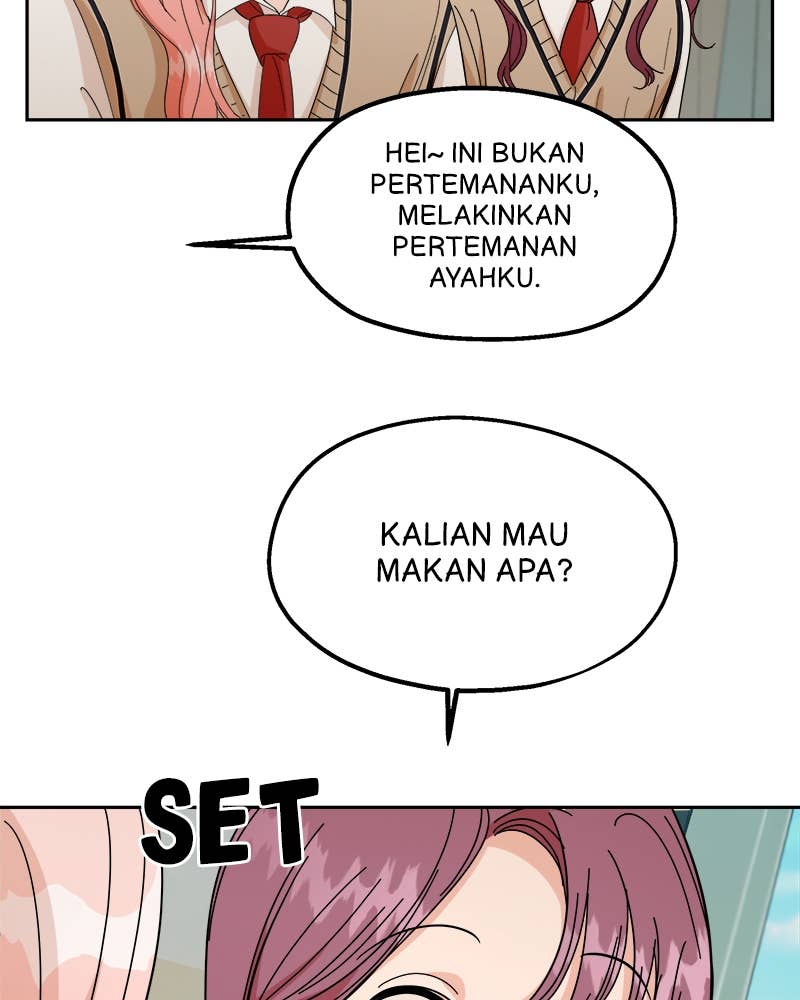 HEI~ INI BUKAN
PERTEMANANKU,
MELAKINKAN
PERTEMANAN
AYAHKU.
KALIAN MAU
MAKAN APA?
SET